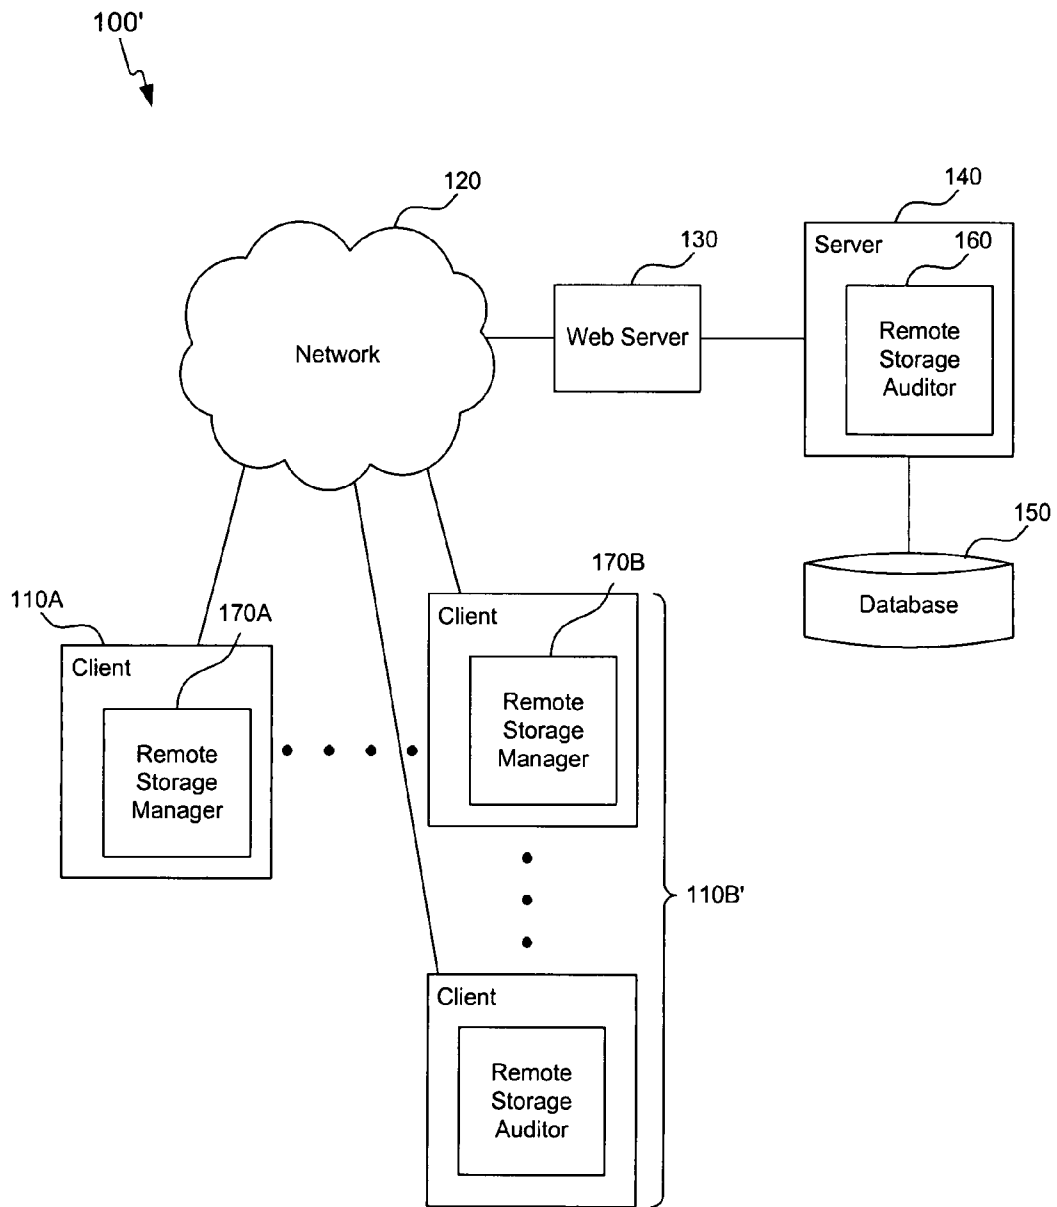 100'
120
140
Server
130
160
Network
Web Server
Remote
Storage
Auditor
150
Database
110A
170A
170B
Client
Remote
Storage
Manager
Client
Remote
Storage
Manager
110B'
Client
Remote
Storage
Auditor